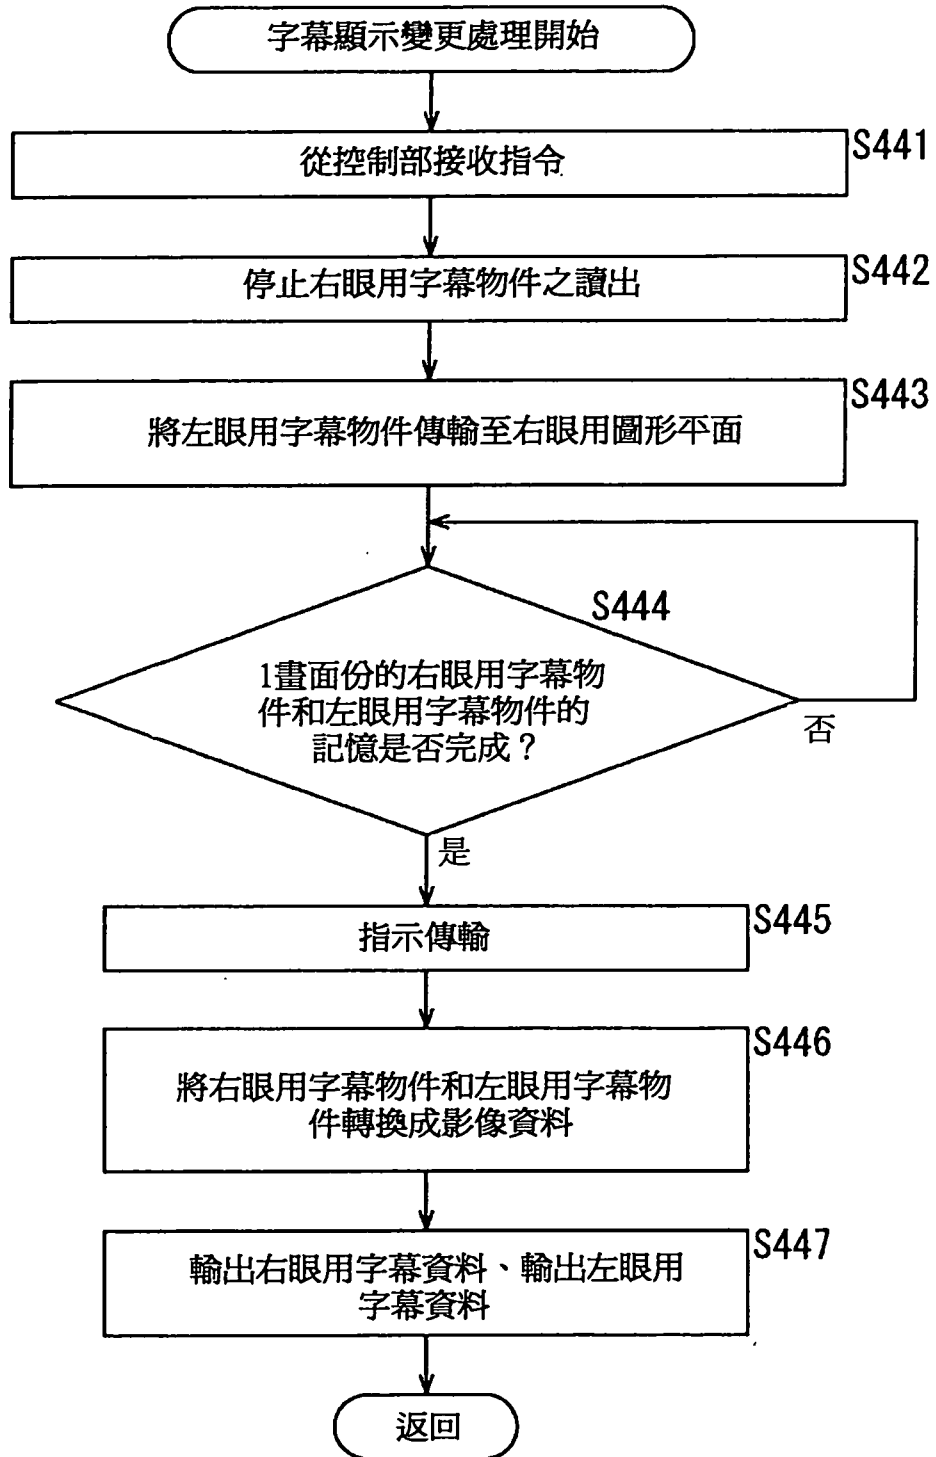 字幕顯示變更處理開始
S441
從控制部接收指令
S442
停止右眼用字幕物件之讀出
S443
將左眼用字幕物件傳輸至右眼用圖形平面
S444
1畫面份的右眼用字幕物
件和左眼用字幕物件的
記憶是否完成？
否
是
S445
指示傳輸
S446
將右眼用字幕物件和左眼用字幕物
件轉換成影像資料
S447
輸出右眼用字幕資料、輸出左眼用
字幕資料
返回